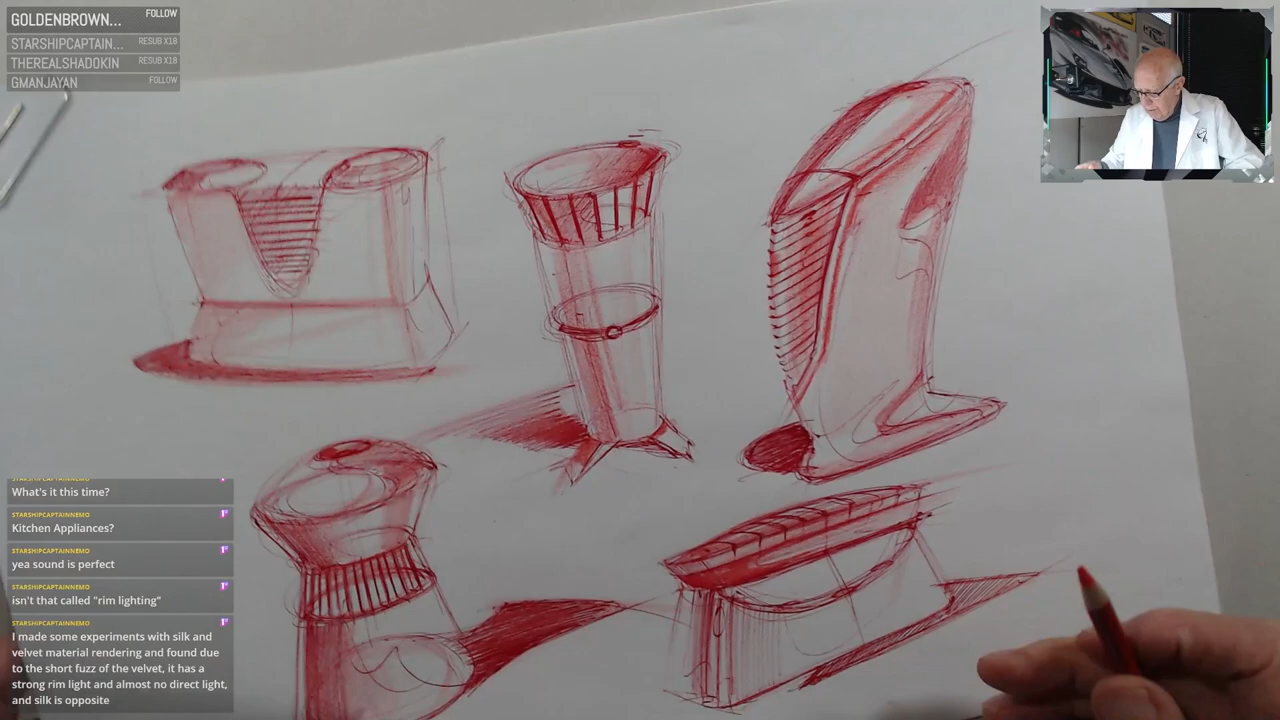 GOLDENBROWN... FOLLOW
STARSHIPCAPTAIN... RESUB X18
THEREALSHADOKIN RESUB X18
GMANJAYAN FOLLOW
STARSHIPCAPTAINNEMO
What's it this time?
STARSHIPCAPTAINNEMO
Kitchen Appliances?
STARSHIPCAPTAINNEMO
yea sound is perfect
STARSHIPCAPTAINNEMO
isn't that called "rim lighting"
STARSHIPCAPTAINNEMO
I made some experiments with silk and
velvet material rendering and found due
to the short fuzz of the velvet, it has a
strong rim light and almost no direct light,
and silk is opposite